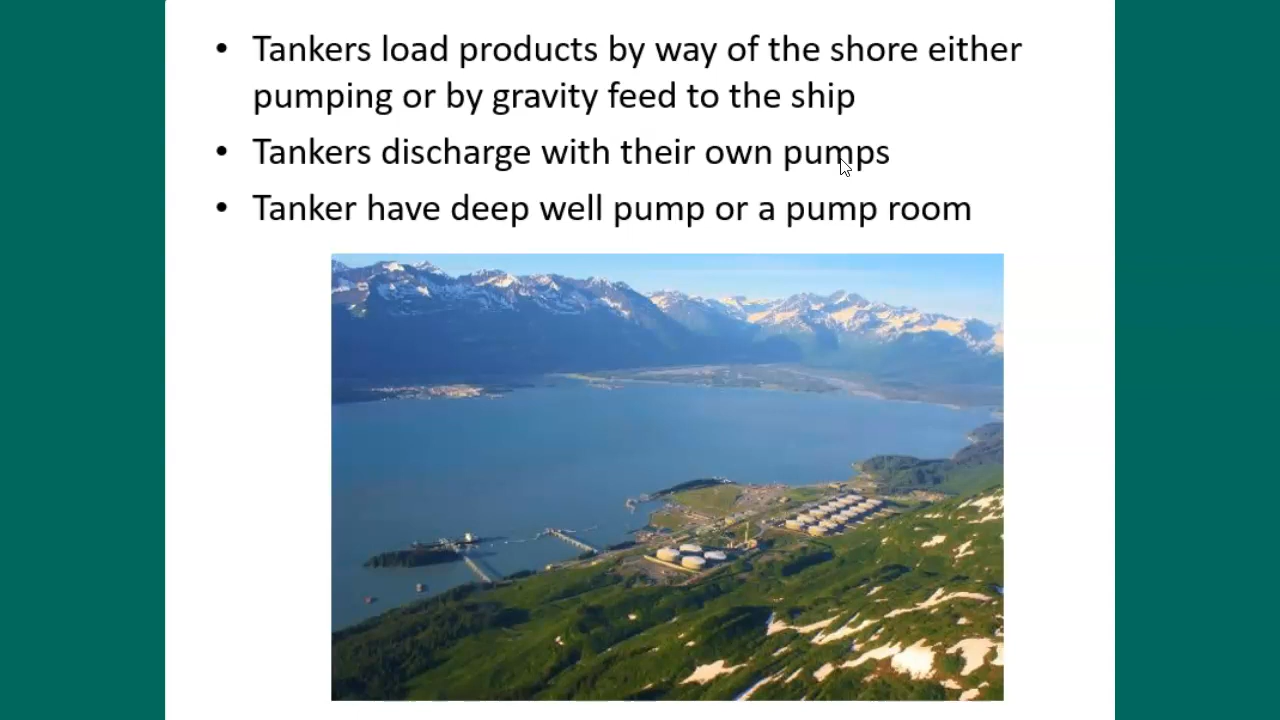 • Tankers load products by way of the shore either
pumping or by gravity feed to the ship
• Tankers discharge with their own pumps
• Tanker have deep well pump or a pump room